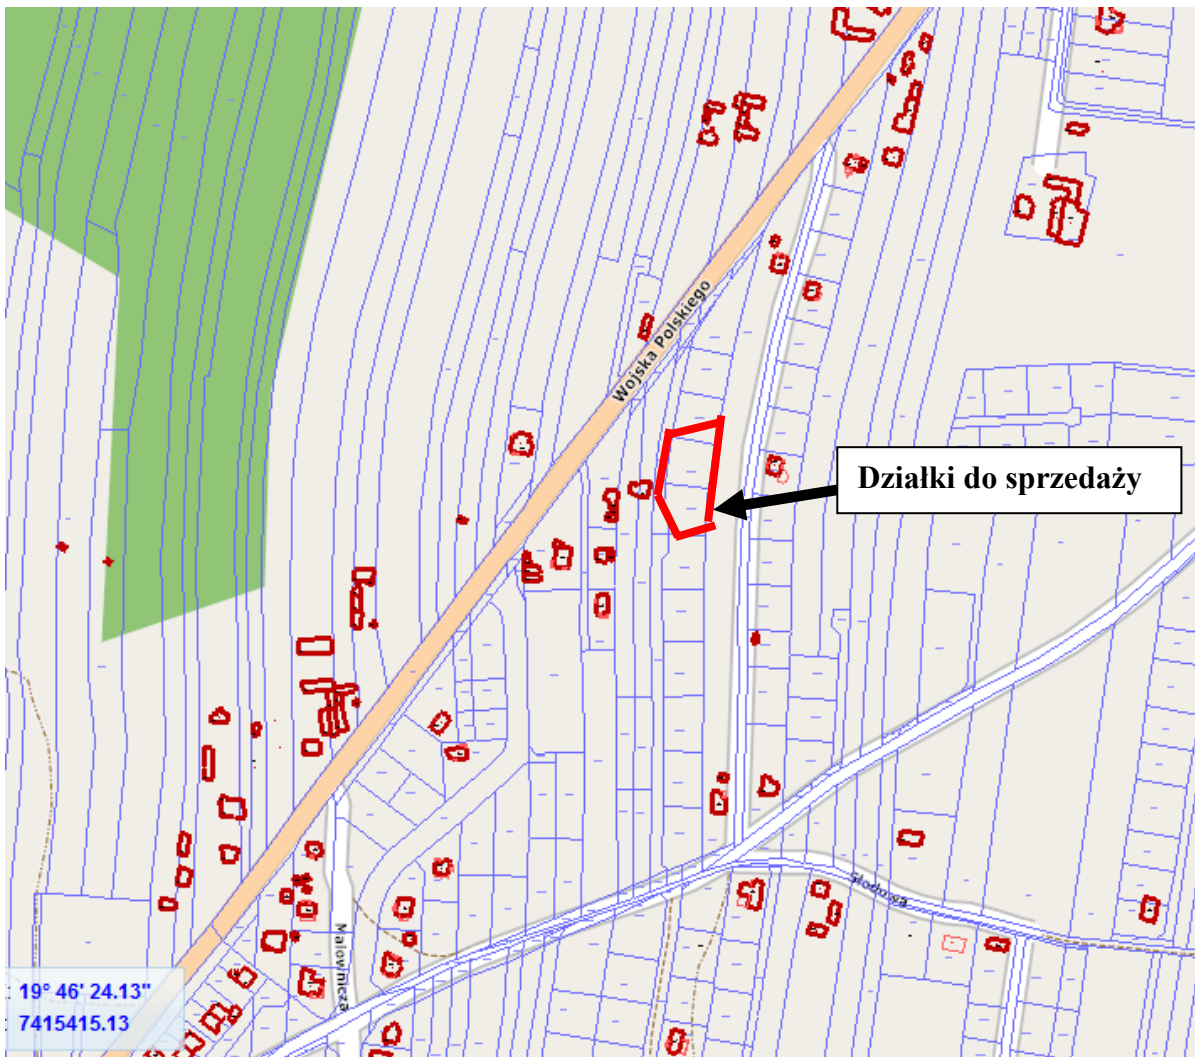 Wojska Polskiego
Działki do sprzedaży
Słodowa
Malownicza
: 19° 46' 24.13"
: 7415415.13